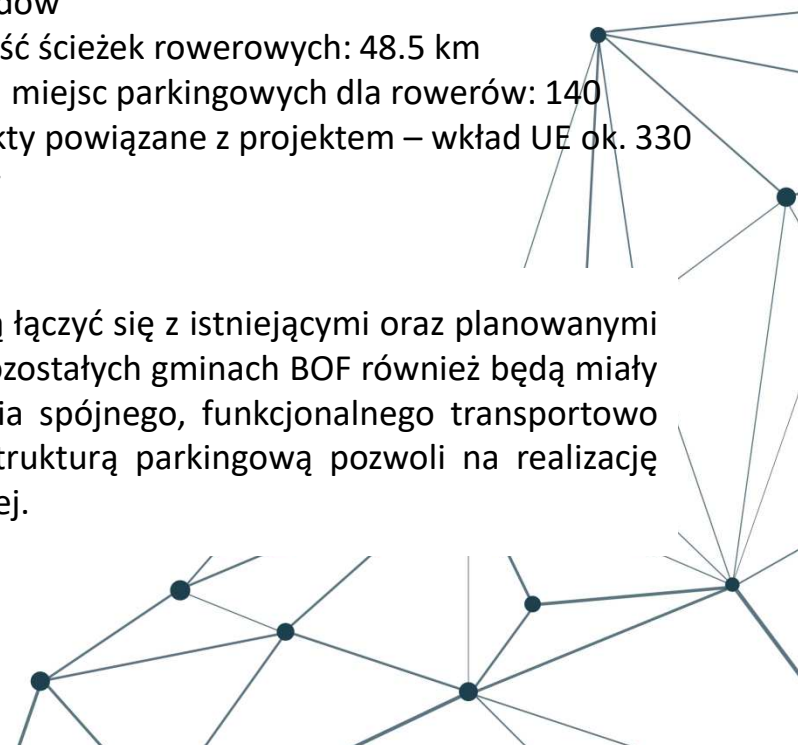 dów
ść ścieżek rowerowych: 48.5 km
miejsc parkingowych dla rowerów: 140
kty powiązane z projektem – wkład UE ok. 330
ą łączyć się z istniejącymi oraz planowanymi
ozostałych gminach BOF również będą miały
ia spójnego, funkcjonalnego transportowo
trukturą parkingową pozwoli na realizację
ej.